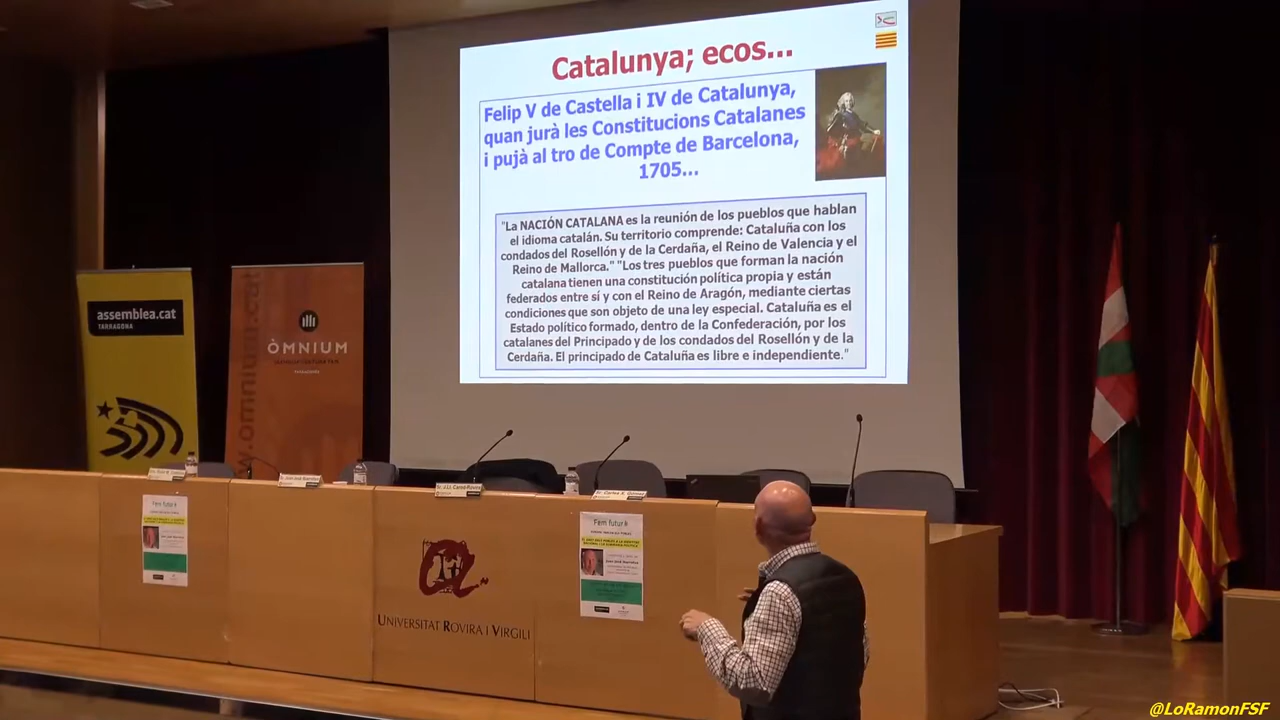 Catalunya; ecos...
Felip V de Castella i IV de Catalunya,
quan jurà les Constitucions Catalanes
i pujà al tro de Compte de Barcelona,
1705...
"La NACIÓN CATALANA es la reunión de los pueblos que hablan
el idioma catalán. Su territorio comprende: Cataluña con los
condados del Rosellón y de la Cerdaña, el Reino de Valencia y el
Reino de Mallorca." "Los tres pueblos que forman la nación
catalana tienen una constitución política propia y están
federados entre sí y con el Reino de Aragón, mediante ciertas
condiciones que son objeto de una ley especial. Cataluña es el
Estado político formado, dentro de la Confederación, por los
catalanes del Principado y de los condados del Rosellón y de la
Cerdaña. El principado de Cataluña es libre e independiente."
assemblea.cat
TARRAGONA
www.omnium.cat
ÒMNIUM
Fem futur
Fem futur
UNIVERSITAT ROVIRA I VIRGILI
@LoRamonFSF